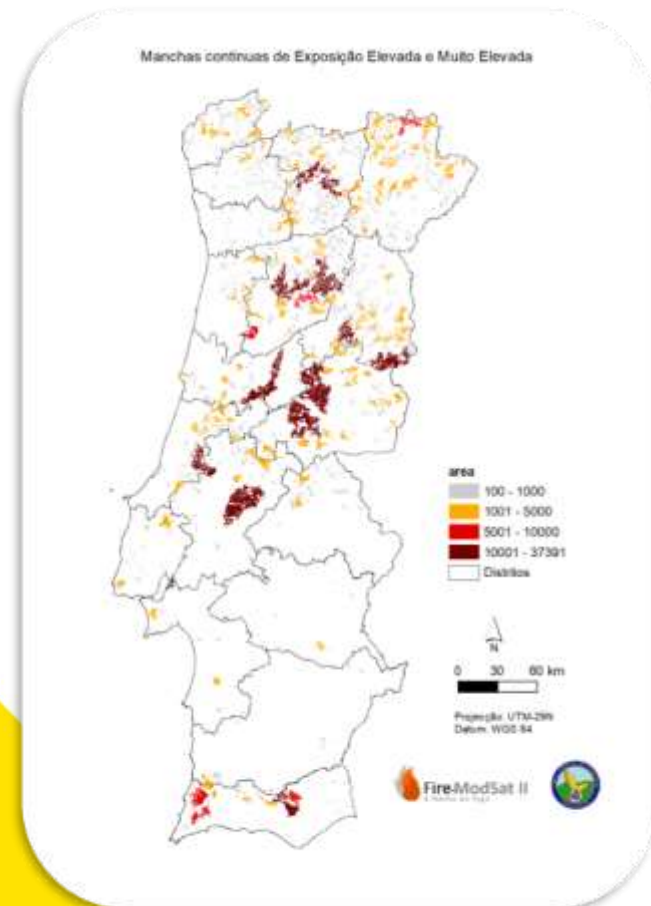 Manchas continuas de Exposição Elevada e Muito Elevada
area
100 - 1000
1001 - 5000
5001 - 10000
10001 - 37391
Distritos
N
0 30 60 km
Projecção: UTM-29N
Datum: WGS-84
Fire-ModSat II